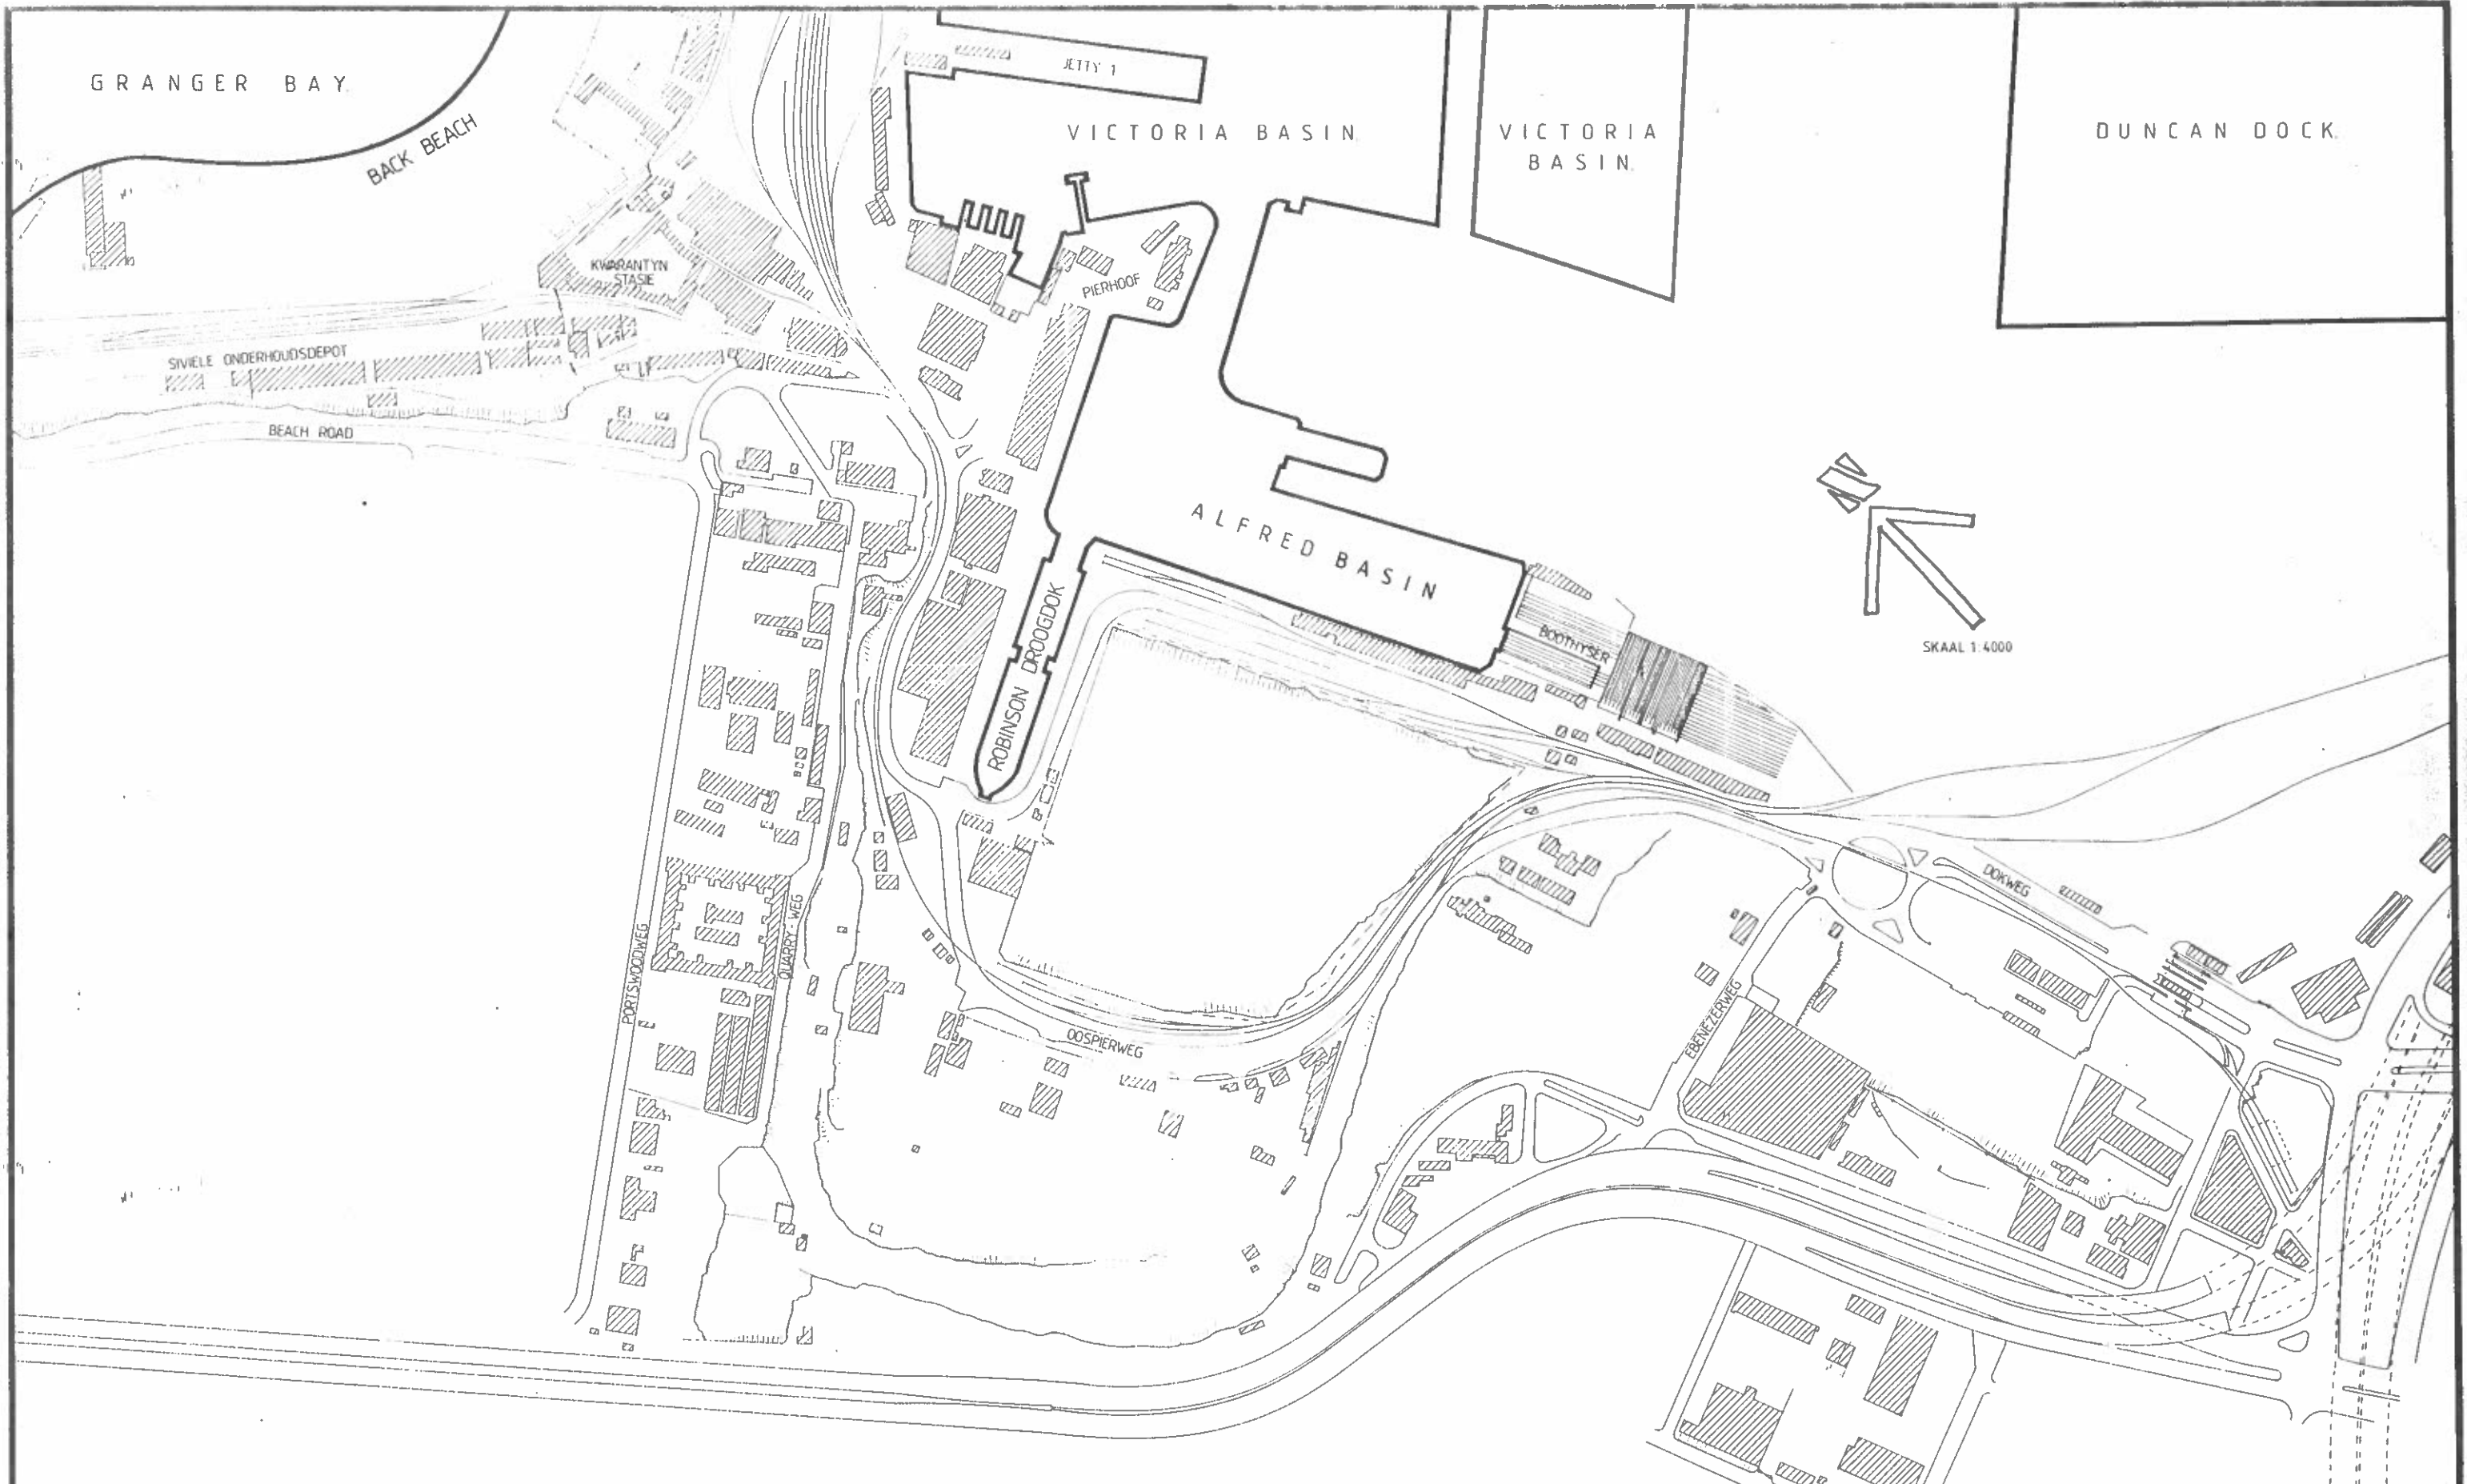 GRANGER BAY.
BACK BEACH
JETTY 1
VICTORIA BASIN
VICTORIA
BASIN.
DUNCAN DOCK.
KWARANTYN
STASIE
PIERHOOF
SIVIELE ONDERHOUDSDEPOT
BEACH ROAD
ALFRED BASIN
ROBINSON DROOGDOK
BOOTHYSER
N
SKAAL 1:4000
DOKWEG
PORTSWOODWEG
QUARRY-WEG
OOSPIERWEG
EBENEZERWEG